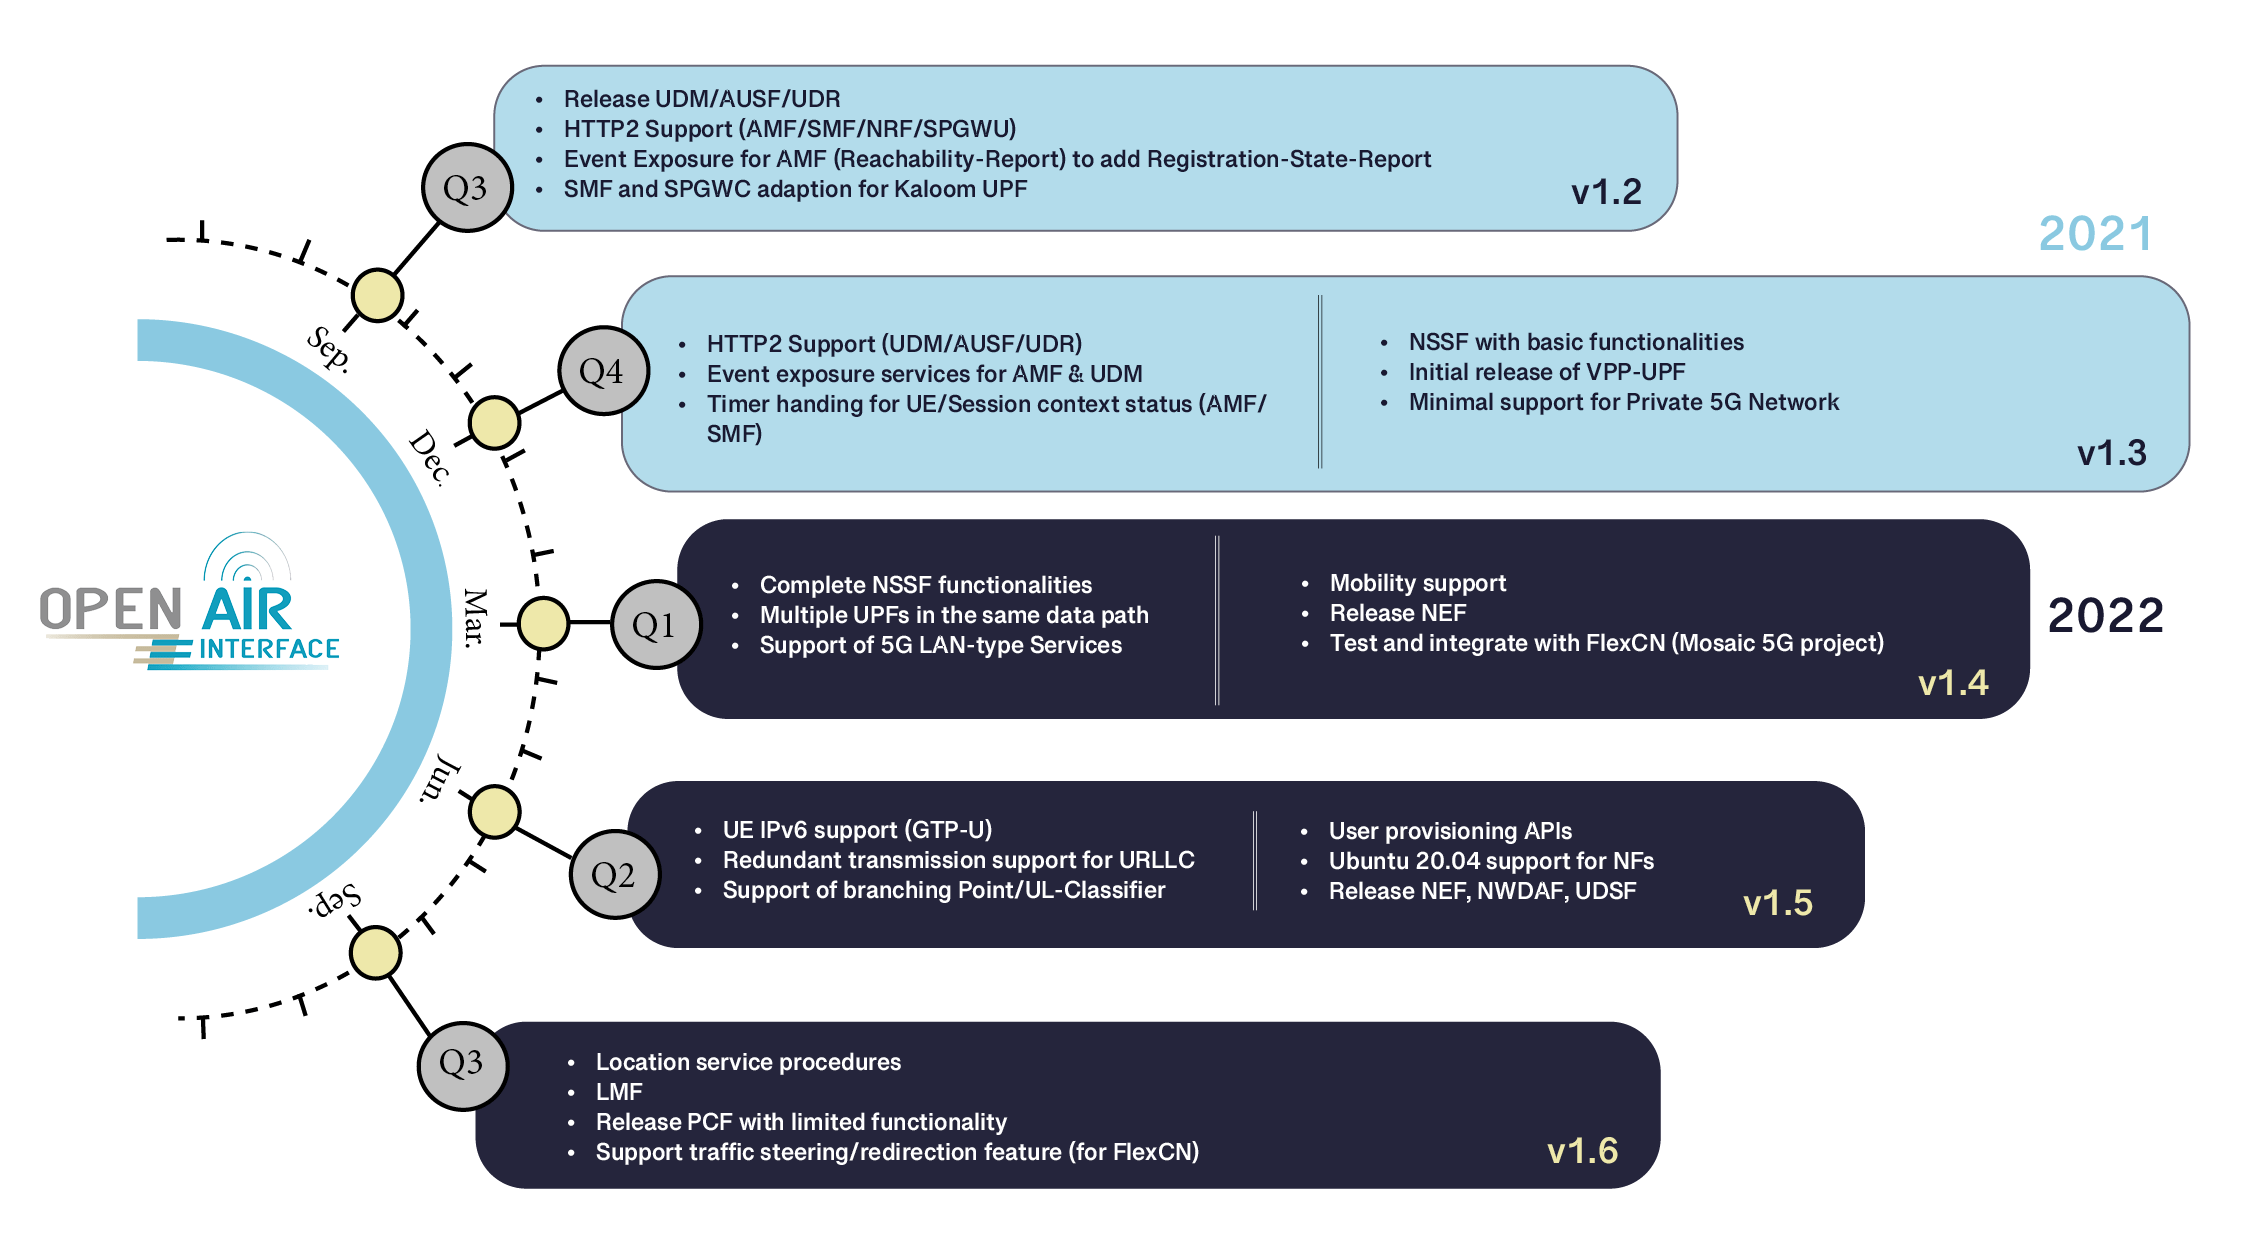 • Release UDM/AUSF/UDR
• HTTP2 Support (AMF/SMF/NRF/SPGWU)
• Event Exposure for AMF (Reachability-Report) to add Registration-State-Report
• SMF and SPGWC adaption for Kaloom UPF
v1.2
Q3
Sep.
2021
• HTTP2 Support (UDM/AUSF/UDR)
• Event exposure services for AMF & UDM
• Timer handing for UE/Session context status (AMF/
SMF)
• NSSF with basic functionalities
• Initial release of VPP-UPF
• Minimal support for Private 5G Network
v1.3
Q4
Dec.
OPEN AIR
INTERFACE
• Complete NSSF functionalities
• Multiple UPFs in the same data path
• Support of 5G LAN-type Services
• Mobility support
• Release NEF
• Test and integrate with FlexCN (Mosaic 5G project)
v1.4
Q1
Mar.
2022
• UE IPv6 support (GTP-U)
• Redundant transmission support for URLLC
• Support of branching Point/UL-Classifier
• User provisioning APIs
• Ubuntu 20.04 support for NFs
• Release NEF, NWDAF, UDSF
v1.5
Q2
Jun.
• Location service procedures
• LMF
• Release PCF with limited functionality
• Support traffic steering/redirection feature (for FlexCN)
v1.6
Q3
Sep.